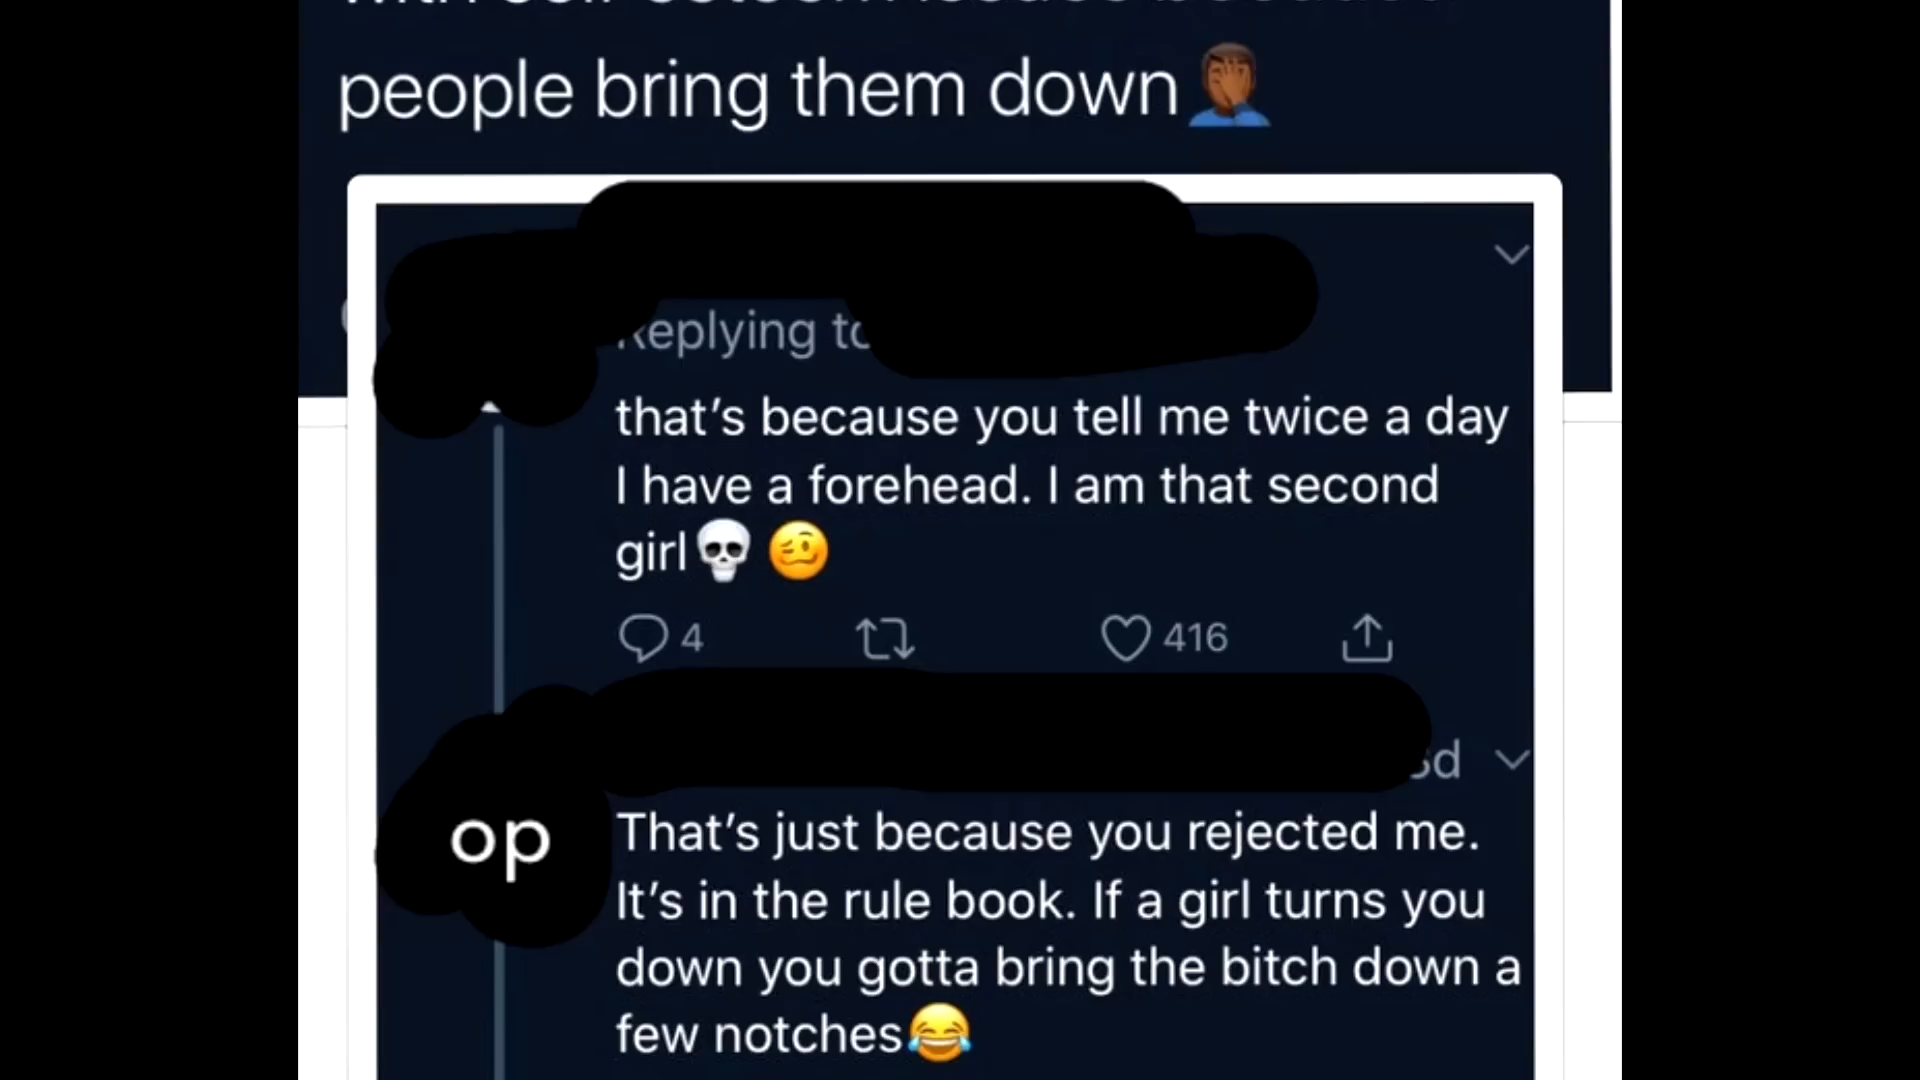 people bring them down🤦🏾‍♂️
Replying to
that’s because you tell me twice a day
I have a forehead. I am that second
girl💀 🥴
4 416
op
That’s just because you rejected me.
It’s in the rule book. If a girl turns you
down you gotta bring the bitch down a
few notches😂